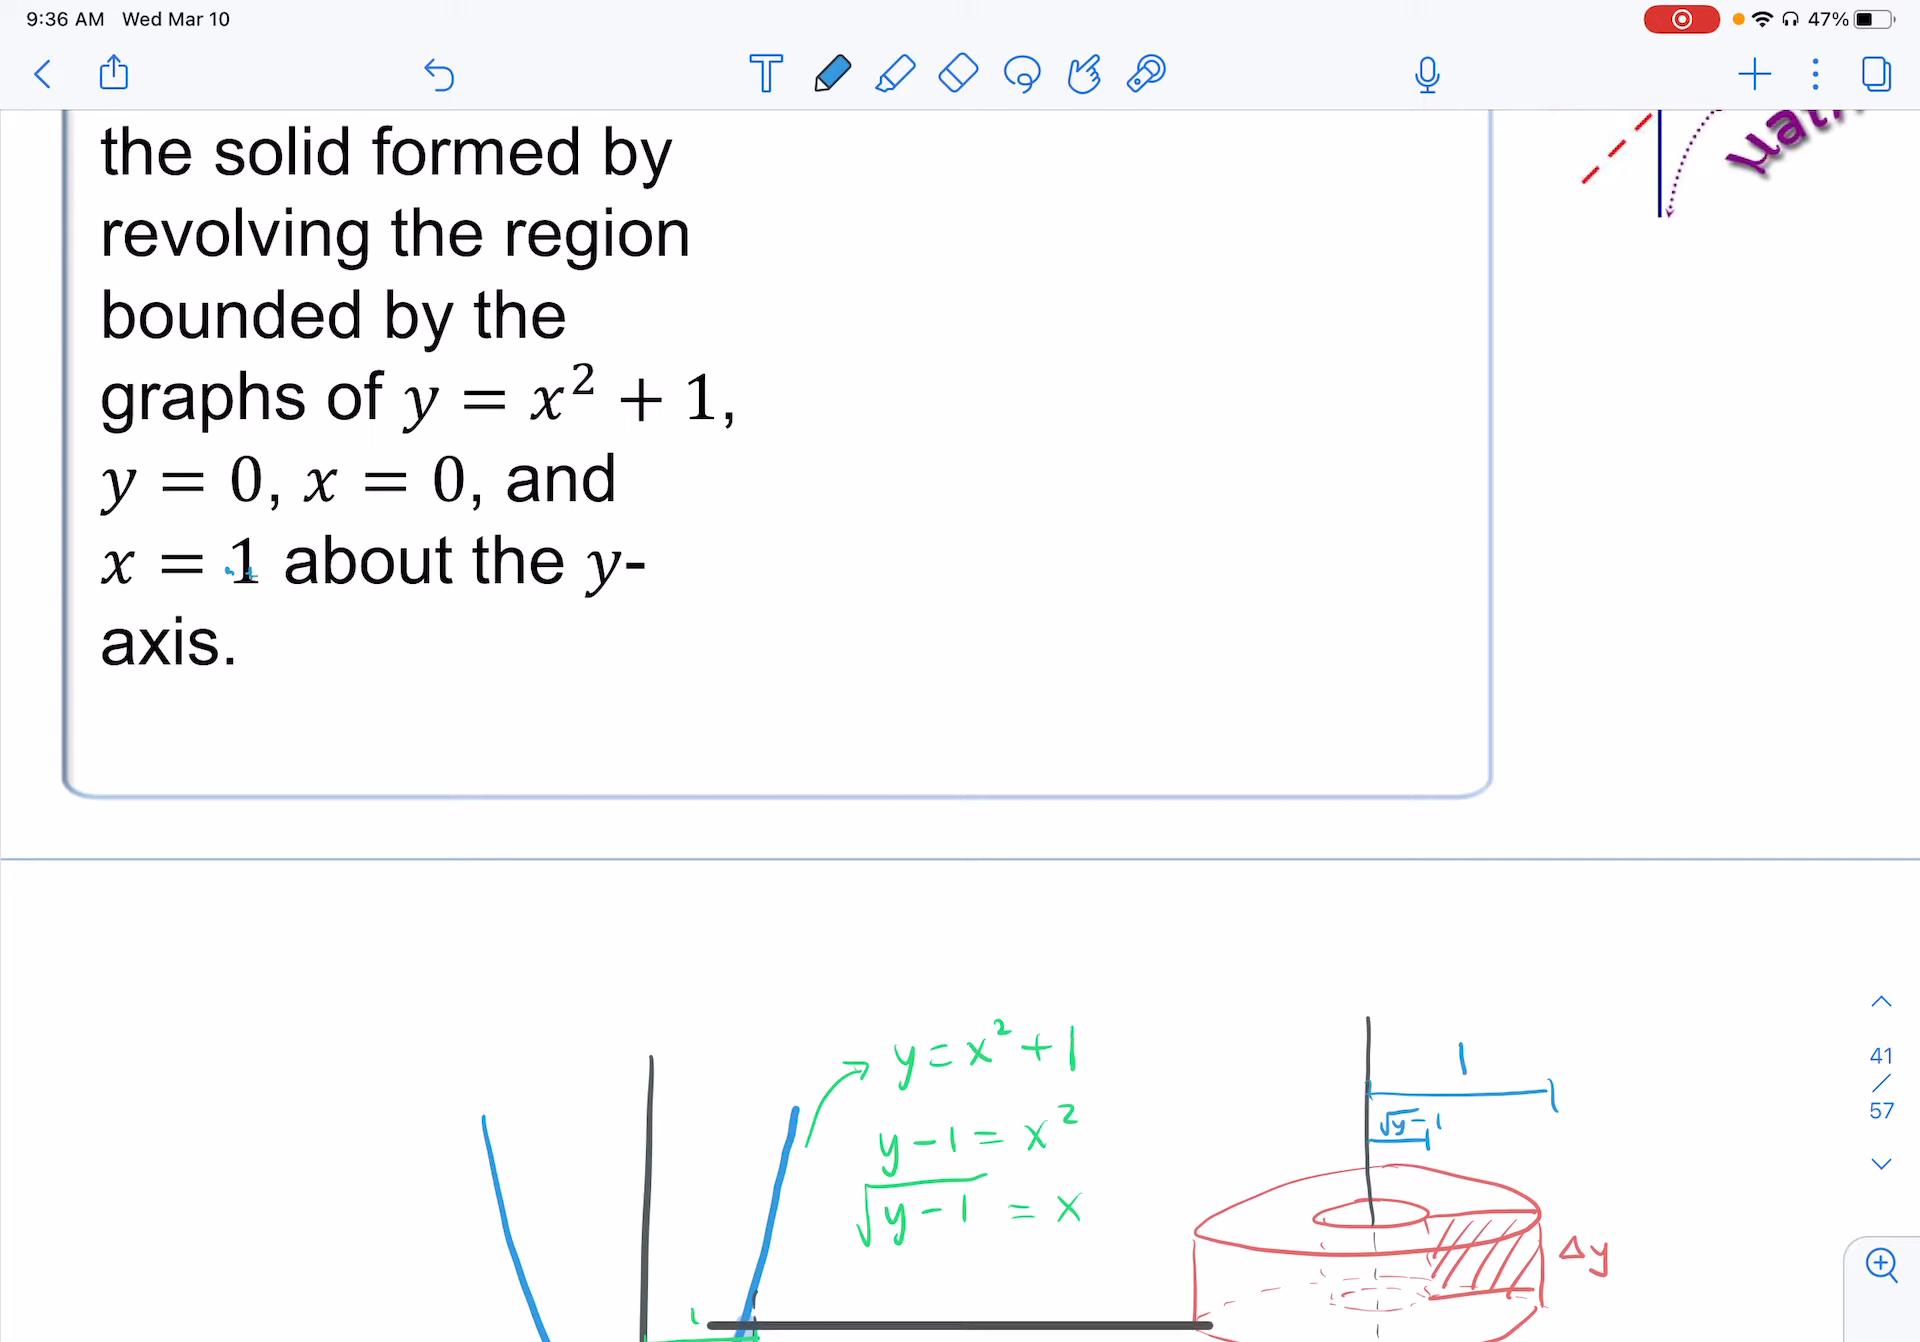 9:36 AM Wed Mar 10
47%
the solid formed by
revolving the region
bounded by the
graphs of y = x² + 1,
y = 0, x = 0, and
x = 1 about the y-
axis.
y = x² + 1
y - 1 = x²
√(y - 1) = x
1
√y-1
Δy
1
41
/
57